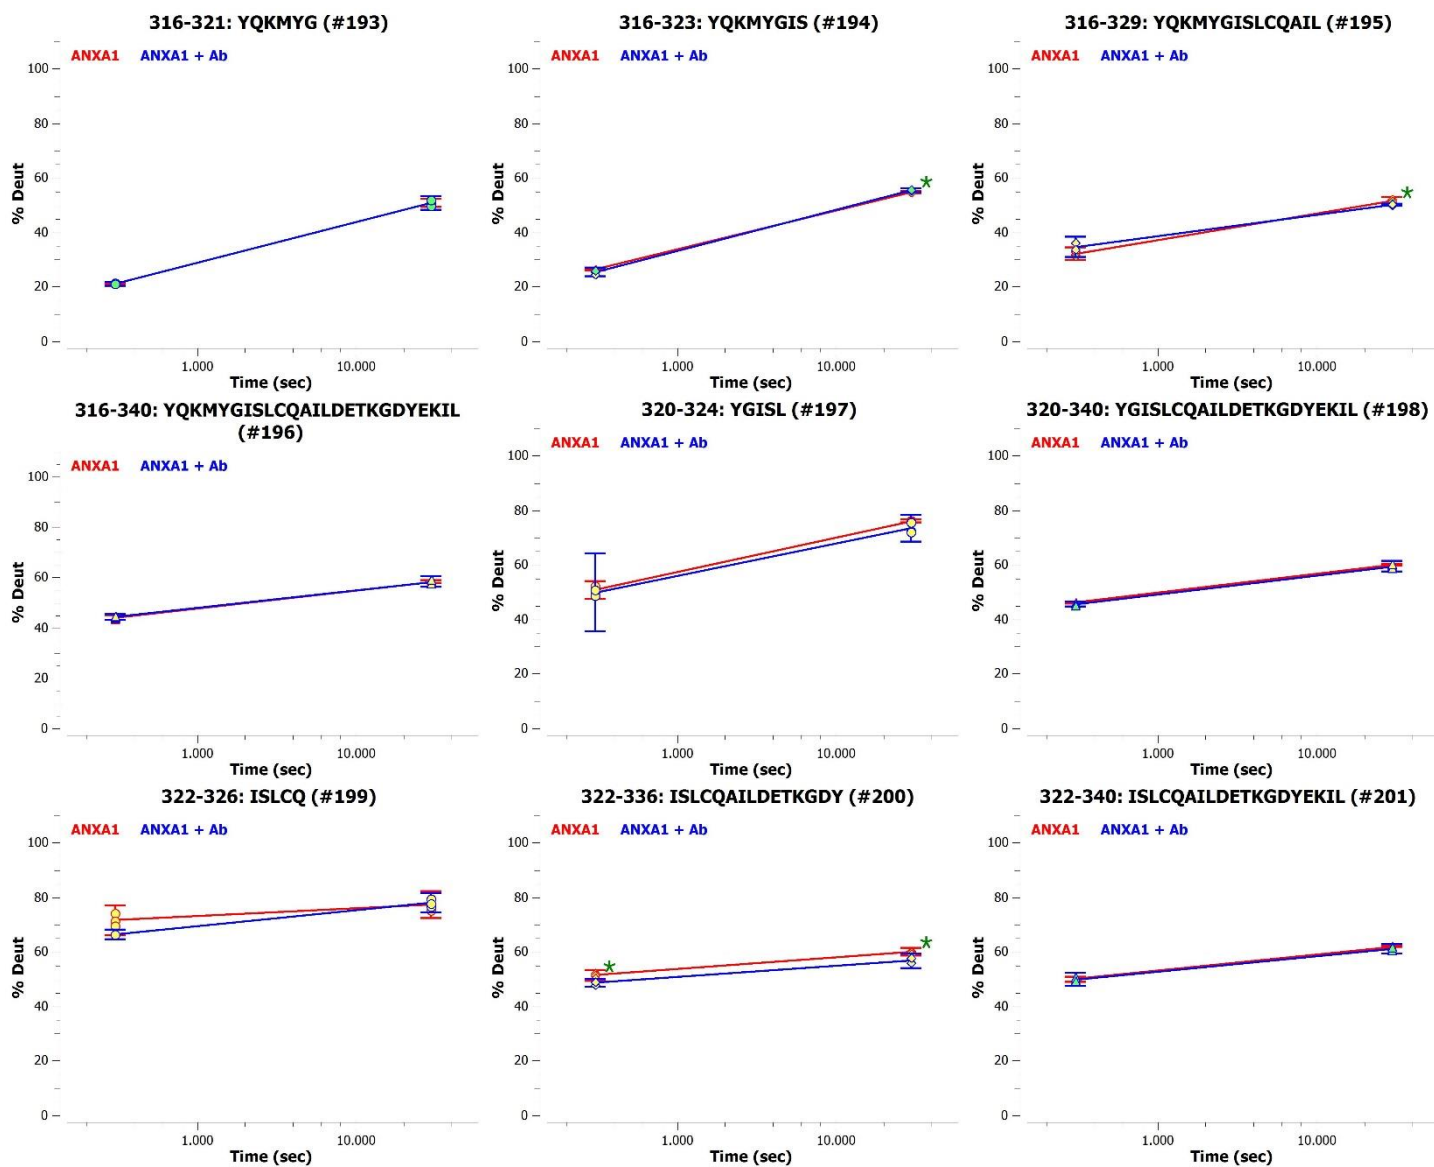 316-321: YQKMYG (#193)
ANXA1 ANXA1 + Ab
100
80
60
40
20
0
% Deut
1.000 10.000
Time (sec)
316-323: YQKMYGIS (#194)
ANXA1 ANXA1 + Ab
100
80
60
40
20
0
% Deut
*
1.000 10.000
Time (sec)
316-329: YQKMYGISLCQAIL (#195)
ANXA1 ANXA1 + Ab
100
80
60
40
20
0
% Deut
*
1.000 10.000
Time (sec)
316-340: YQKMYGISLCQAILDETKGDYEKIL
(#196)
ANXA1 ANXA1 + Ab
100
80
60
40
20
0
% Deut
1.000 10.000
Time (sec)
320-324: YGISL (#197)
ANXA1 ANXA1 + Ab
100
80
60
40
20
0
% Deut
1.000 10.000
Time (sec)
320-340: YGISLCQAILDETKGDYEKIL (#198)
ANXA1 ANXA1 + Ab
100
80
60
40
20
0
% Deut
1.000 10.000
Time (sec)
322-326: ISLCQ (#199)
ANXA1 ANXA1 + Ab
100
80
60
40
20
0
% Deut
1.000 10.000
Time (sec)
322-336: ISLCQAILDETKGDY (#200)
ANXA1 ANXA1 + Ab
100
80
60
40
20
0
% Deut
* *
1.000 10.000
Time (sec)
322-340: ISLCQAILDETKGDYEKIL (#201)
ANXA1 ANXA1 + Ab
100
80
60
40
20
0
% Deut
1.000 10.000
Time (sec)